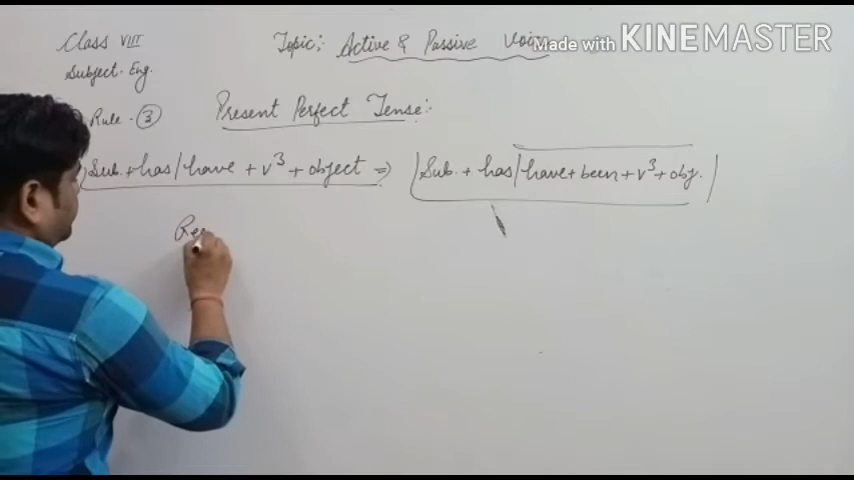 Class VIII
Topic: Active & Passive Voice
Made with KINEMASTER
Subject- Eng.
Rule- 3
Present Perfect Tense:
Sub. + has/have + v³ + object => Sub. + has/have + been + v³ + obj.